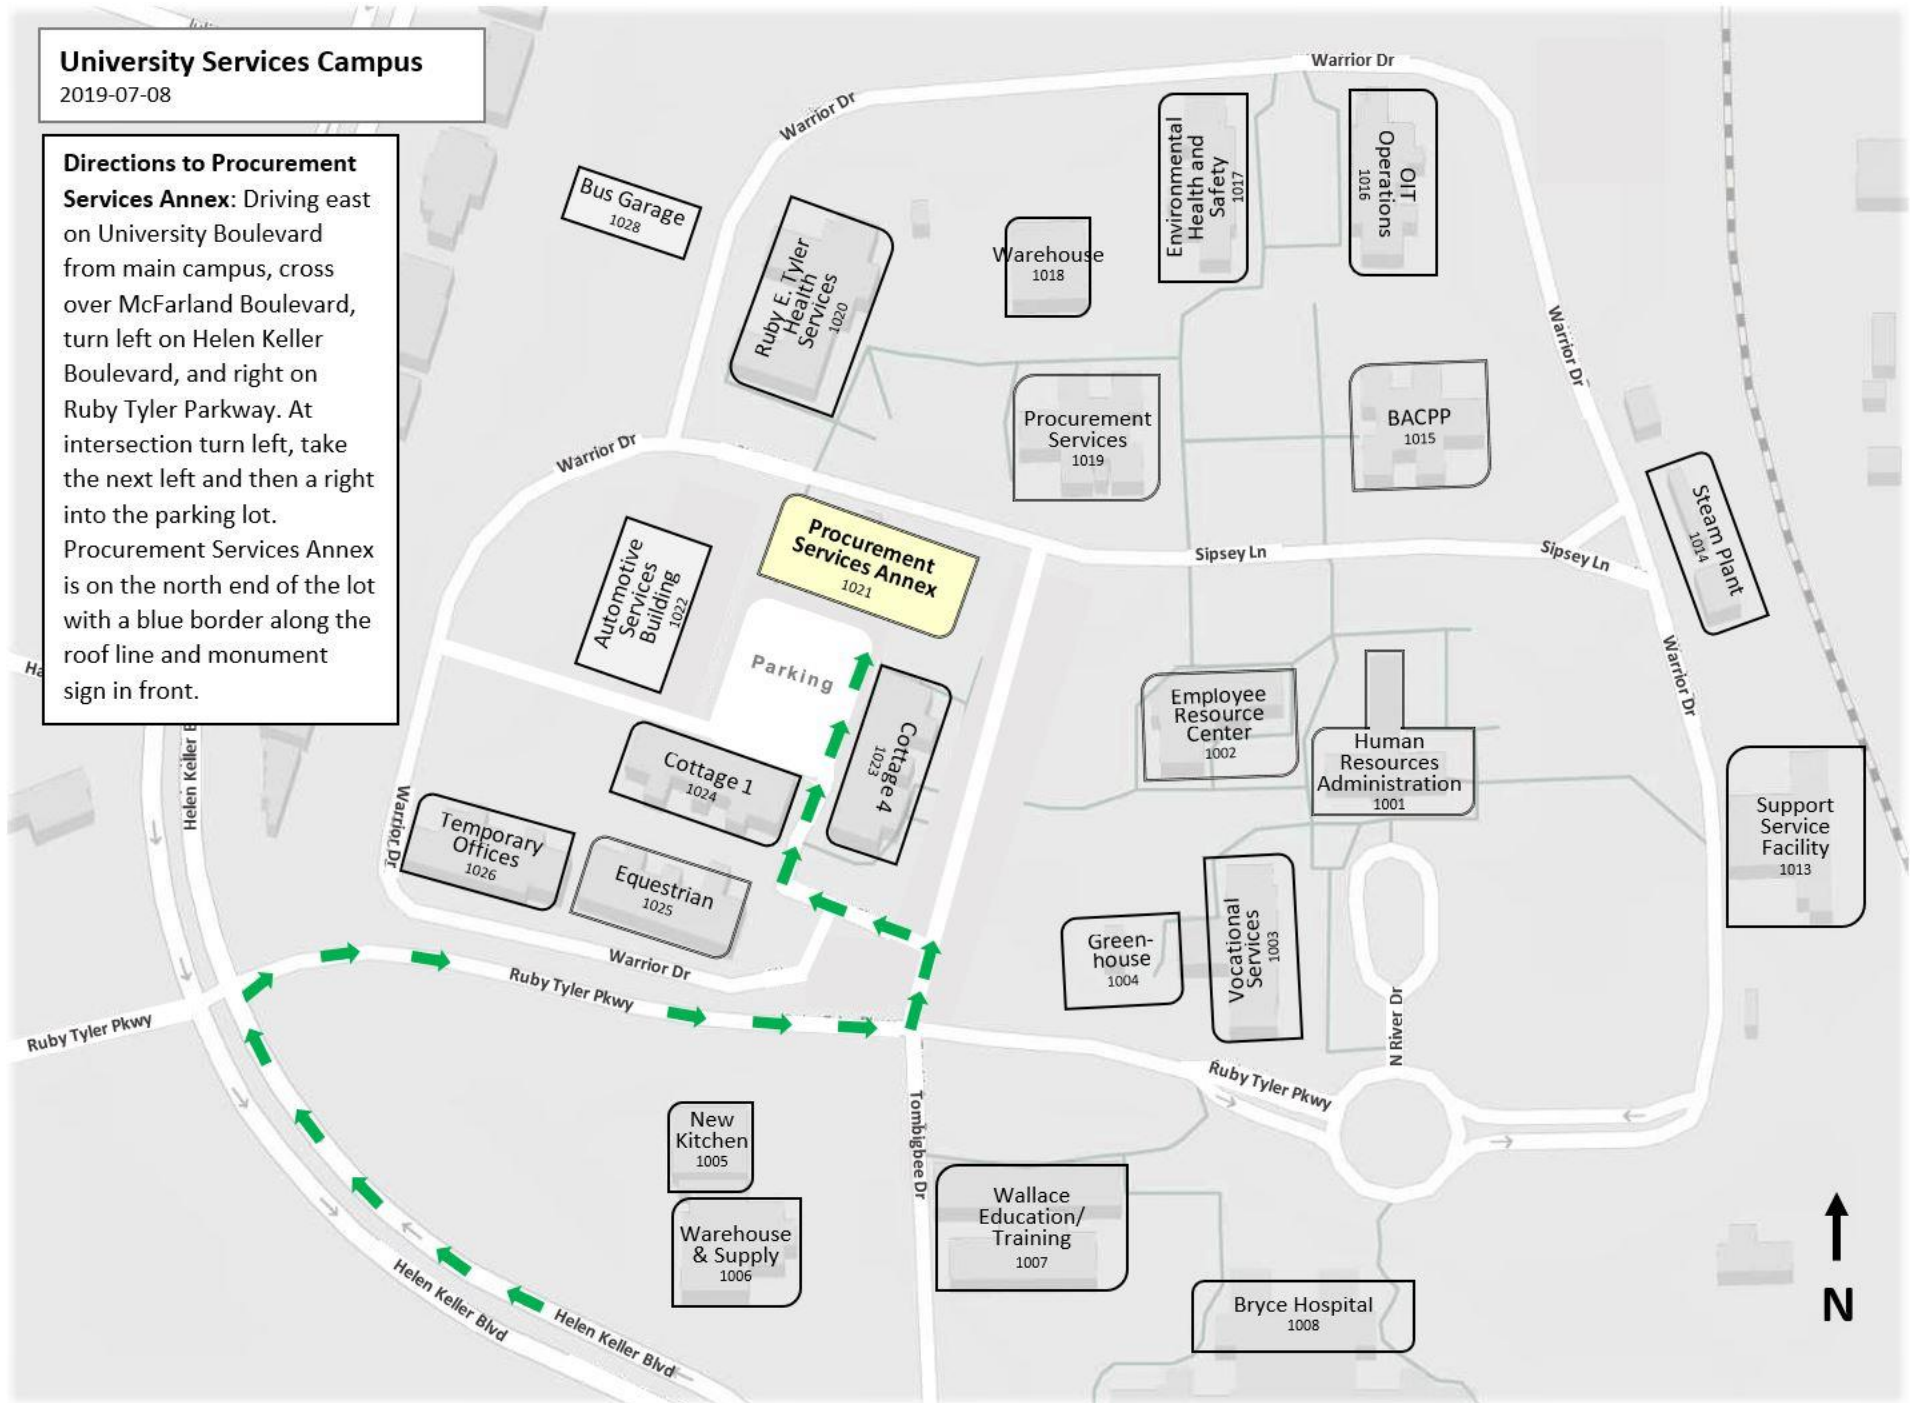 University Services Campus
2019-07-08
Directions to Procurement
Services Annex: Driving east
on University Boulevard
from main campus, cross
over McFarland Boulevard,
turn left on Helen Keller
Boulevard, and right on
Ruby Tyler Parkway. At
intersection turn left, take
the next left and then a right
into the parking lot.
Procurement Services Annex
is on the north end of the lot
with a blue border along the
roof line and monument
sign in front.
Warrior Dr
Warrior Dr
Bus Garage
1028
Ruby E. Tyler
Health
Services
1020
Warehouse
1018
Environmental
Health and
Safety
1017
OIT
Operations
1016
Warrior Dr
Warrior Dr
Procurement
Services
1019
BACPP
1015
Steam Plant
1014
Sipsey Ln
Sipsey Ln
Procurement
Services Annex
1021
Automotive
Services
Building
1022
Parking
Warrior Dr
Employee
Resource
Center
1002
Human
Resources
Administration
1001
Cottage 1
1024
Cottage 4
1023
Helen Keller B
Warrior Dr
Temporary
Offices
1026
Equestrian
1025
Support
Service
Facility
1013
Green-
house
1004
Vocational
Services
1003
Warrior Dr
Ruby Tyler Pkwy
Ruby Tyler Pkwy
N River Dr
Ruby Tyler Pkwy
Tombigbee Dr
New
Kitchen
1005
Warehouse
& Supply
1006
Wallace
Education/
Training
1007
Bryce Hospital
1008
Helen Keller Blvd
Helen Keller Blvd
N